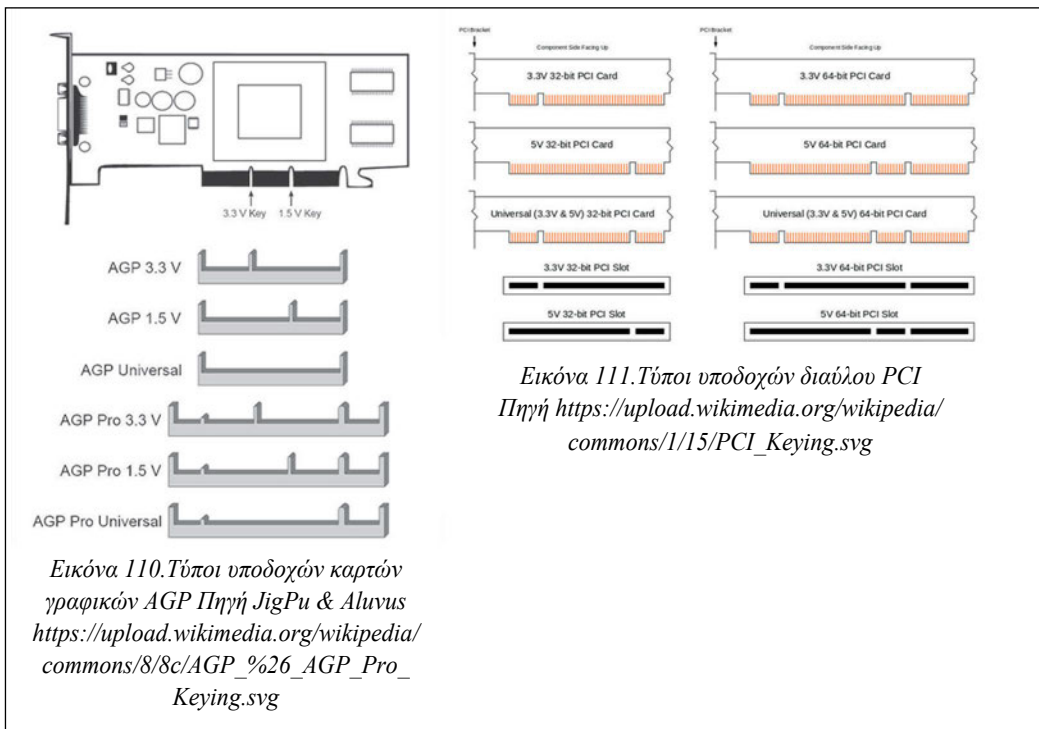 3.3 V Key
1.5 V Key
AGP 3.3 V
AGP 1.5 V
AGP Universal
AGP Pro 3.3 V
AGP Pro 1.5 V
AGP Pro Universal
Εικόνα 110.Τύποι υποδοχών καρτών
γραφικών AGP Πηγή JigPu & Aluvus
https://upload.wikimedia.org/wikipedia/
commons/8/8c/AGP_%26_AGP_Pro_
Keying.svg
PCI Bracket
Component Side Facing Up
3.3V 32-bit PCI Card
5V 32-bit PCI Card
Universal (3.3V & 5V) 32-bit PCI Card
3.3V 32-bit PCI Slot
5V 32-bit PCI Slot
PCI Bracket
Component Side Facing Up
3.3V 64-bit PCI Card
5V 64-bit PCI Card
Universal (3.3V & 5V) 64-bit PCI Card
3.3V 64-bit PCI Slot
5V 64-bit PCI Slot
Εικόνα 111.Τύποι υποδοχών διαύλου PCI
Πηγή https://upload.wikimedia.org/wikipedia/
commons/1/15/PCI_Keying.svg